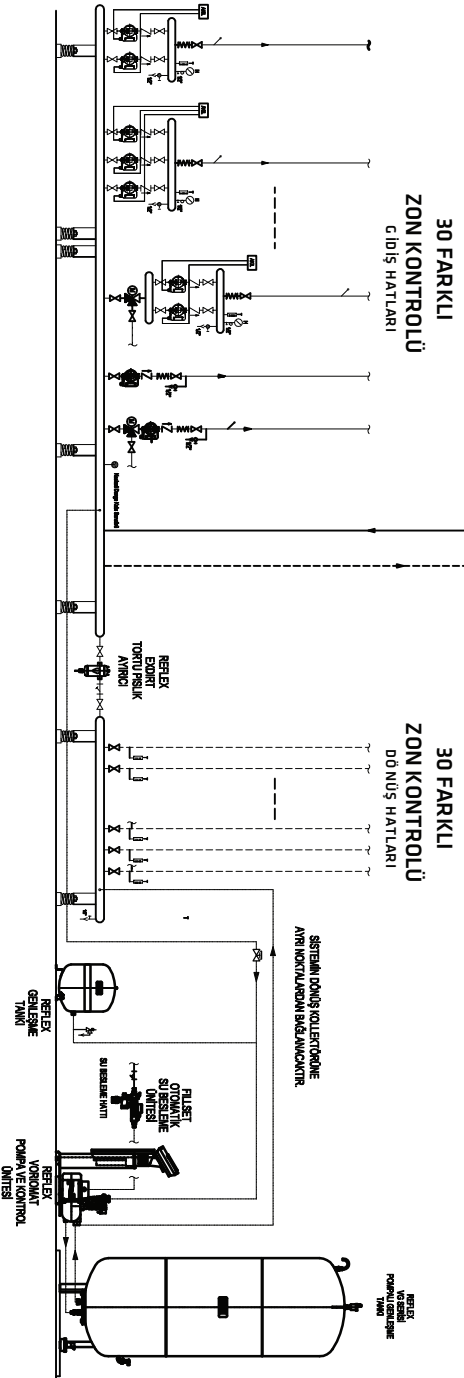 30 FARKLI
ZON KONTROLÜ
GİDİŞ HATLARI
30 FARKLI
ZON KONTROLÜ
DÖNÜŞ HATLARI
REFLEX
EXDIRT
TORTU PİSLİK
AYIRICI
SİSTEMİN DÖNÜŞ KOLLEKTÖRÜNE
AYRI NOKTALARDAN BAĞLANACAKTIR.
REFLEX
GENLEŞME
TANKI
FILLSET
OTOMATİK
SU BESLEME
ÜNİTESİ
SU BESLEME HATTI
REFLEX
VORIOMAT
POMPA VE KONTROL
ÜNİTESİ
REFLEX
VG SERİSİ
POMPALI GENLEŞME
TANKI